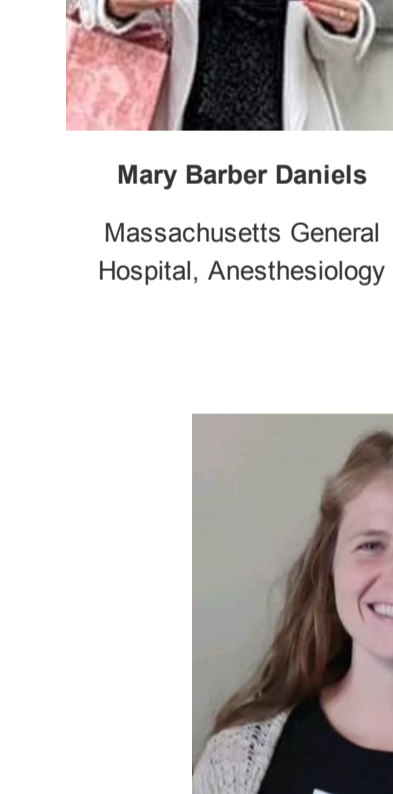 Mary Barber Daniels
Massachusetts General
Hospital, Anesthesiology